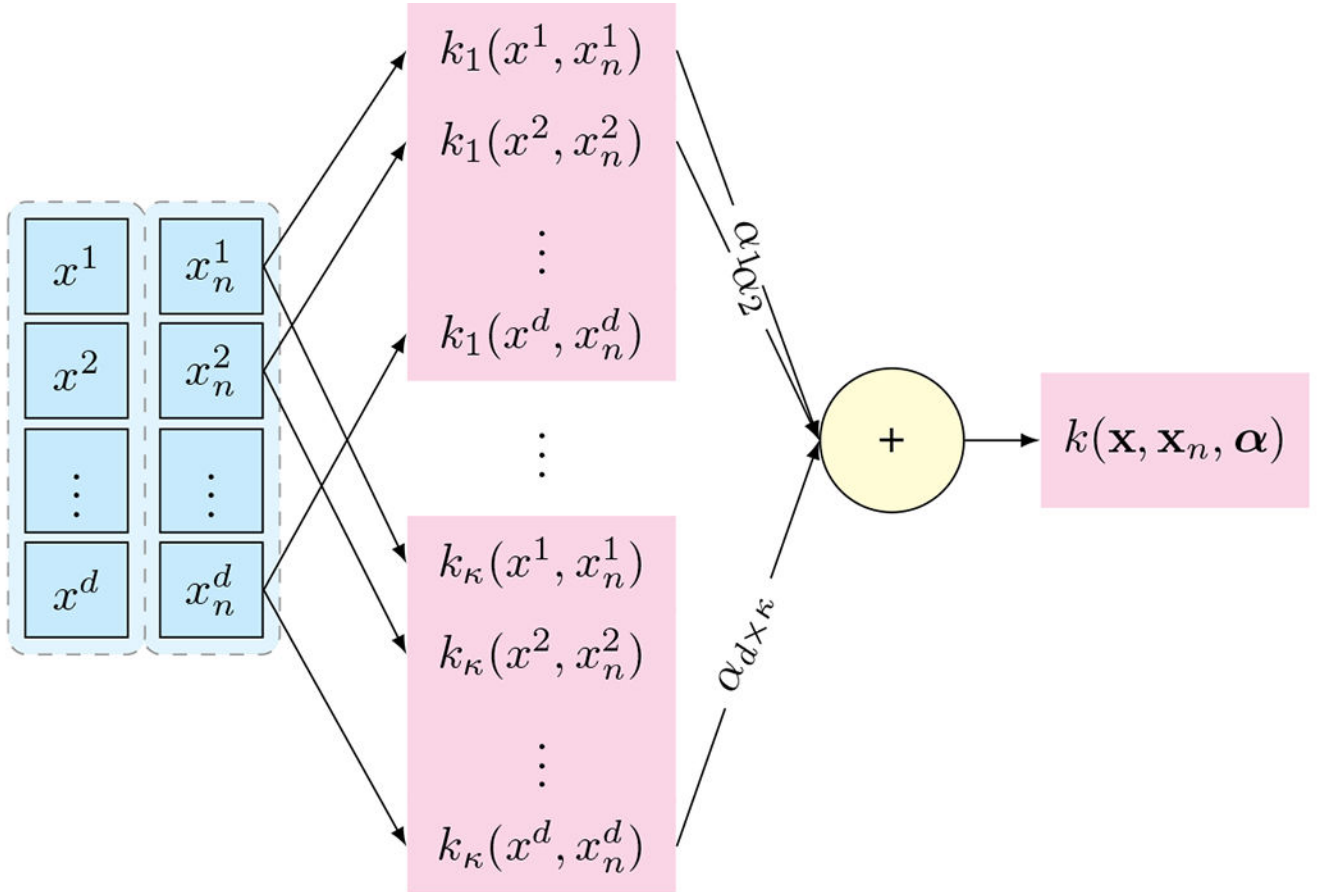 x^1
x^2
⋮
x^d
x_n^1
x_n^2
⋮
x_n^d
k_1(x^1, x_n^1)
k_1(x^2, x_n^2)
⋮
k_1(x^d, x_n^d)
⋮
k_κ(x^1, x_n^1)
k_κ(x^2, x_n^2)
⋮
k_κ(x^d, x_n^d)
α_1
α_2
α_{d×κ}
+
k(𝐱, 𝐱_n, 𝜶)